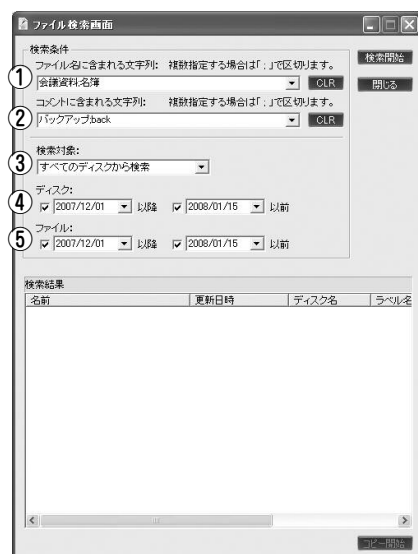 ファイル検索画面
検索条件
ファイル名に含まれる文字列: 複数指定する場合は「;」で区切ります。
検索開始
① 会議資料;名簿 CLR
閉じる
コメントに含まれる文字列: 複数指定する場合は「;」で区切ります。
② バックアップ;back CLR
検索対象:
③ すべてのディスクから検索
ディスク:
④ 2007/12/01 以降 2008/01/15 以前
ファイル:
⑤ 2007/12/01 以降 2008/01/15 以前
検索結果
名前 更新日時 ディスク名 ラベル名
コピー開始